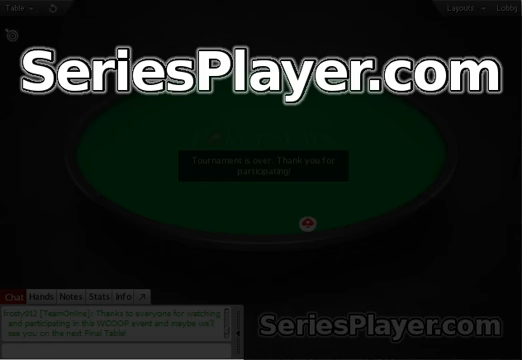 Table
Layouts
Lobby
SeriesPlayer.com
Tournament is over. Thank you for
participating!
Chat Hands Notes Stats Info
frosty012 [TeamOnline]: Thanks to everyone for watching
and participating in this WCOOP event and maybe we'll
see you on the next Final Table!
SeriesPlayer.com